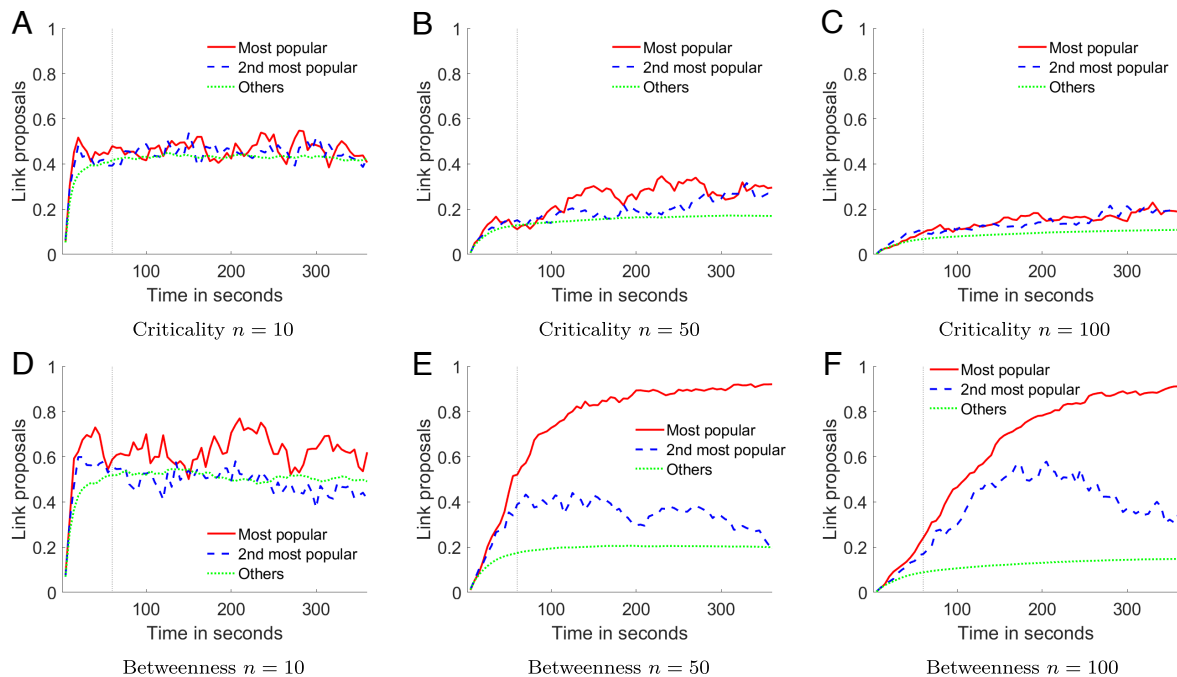 A
Link proposals
1
0.8
0.6
0.4
0.2
0
100
200
300
Most popular
2nd most popular
Others
Time in seconds
Criticality n = 10
B
Link proposals
1
0.8
0.6
0.4
0.2
0
100
200
300
Most popular
2nd most popular
Others
Time in seconds
Criticality n = 50
C
Link proposals
1
0.8
0.6
0.4
0.2
0
100
200
300
Most popular
2nd most popular
Others
Time in seconds
Criticality n = 100
D
Link proposals
1
0.8
0.6
0.4
0.2
0
100
200
300
Most popular
2nd most popular
Others
Time in seconds
Betweenness n = 10
E
Link proposals
1
0.8
0.6
0.4
0.2
0
100
200
300
Most popular
2nd most popular
Others
Time in seconds
Betweenness n = 50
F
Link proposals
1
0.8
0.6
0.4
0.2
0
100
200
300
Most popular
2nd most popular
Others
Time in seconds
Betweenness n = 100